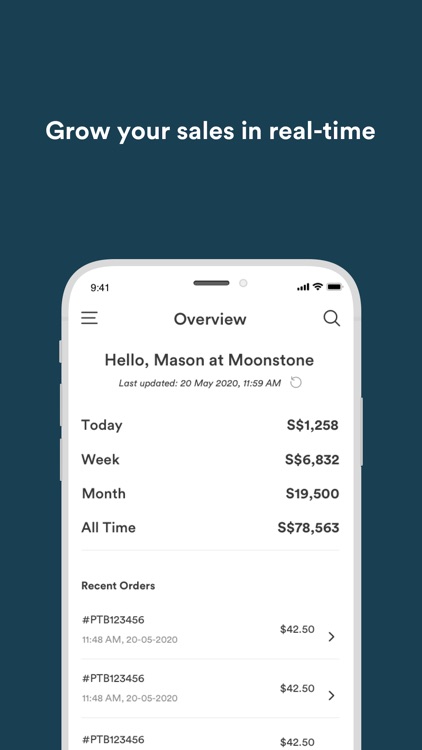 Grow your sales in real-time
9:41
Overview
Hello, Mason at Moonstone
Last updated: 20 May 2020, 11:59 AM
Today S$1,258
Week S$6,832
Month S19,500
All Time S$78,563
Recent Orders
#PTB123456
$42.50
11:48 AM, 20-05-2020
#PTB123456
$42.50
11:48 AM, 20-05-2020
#PTB123456
$42.50